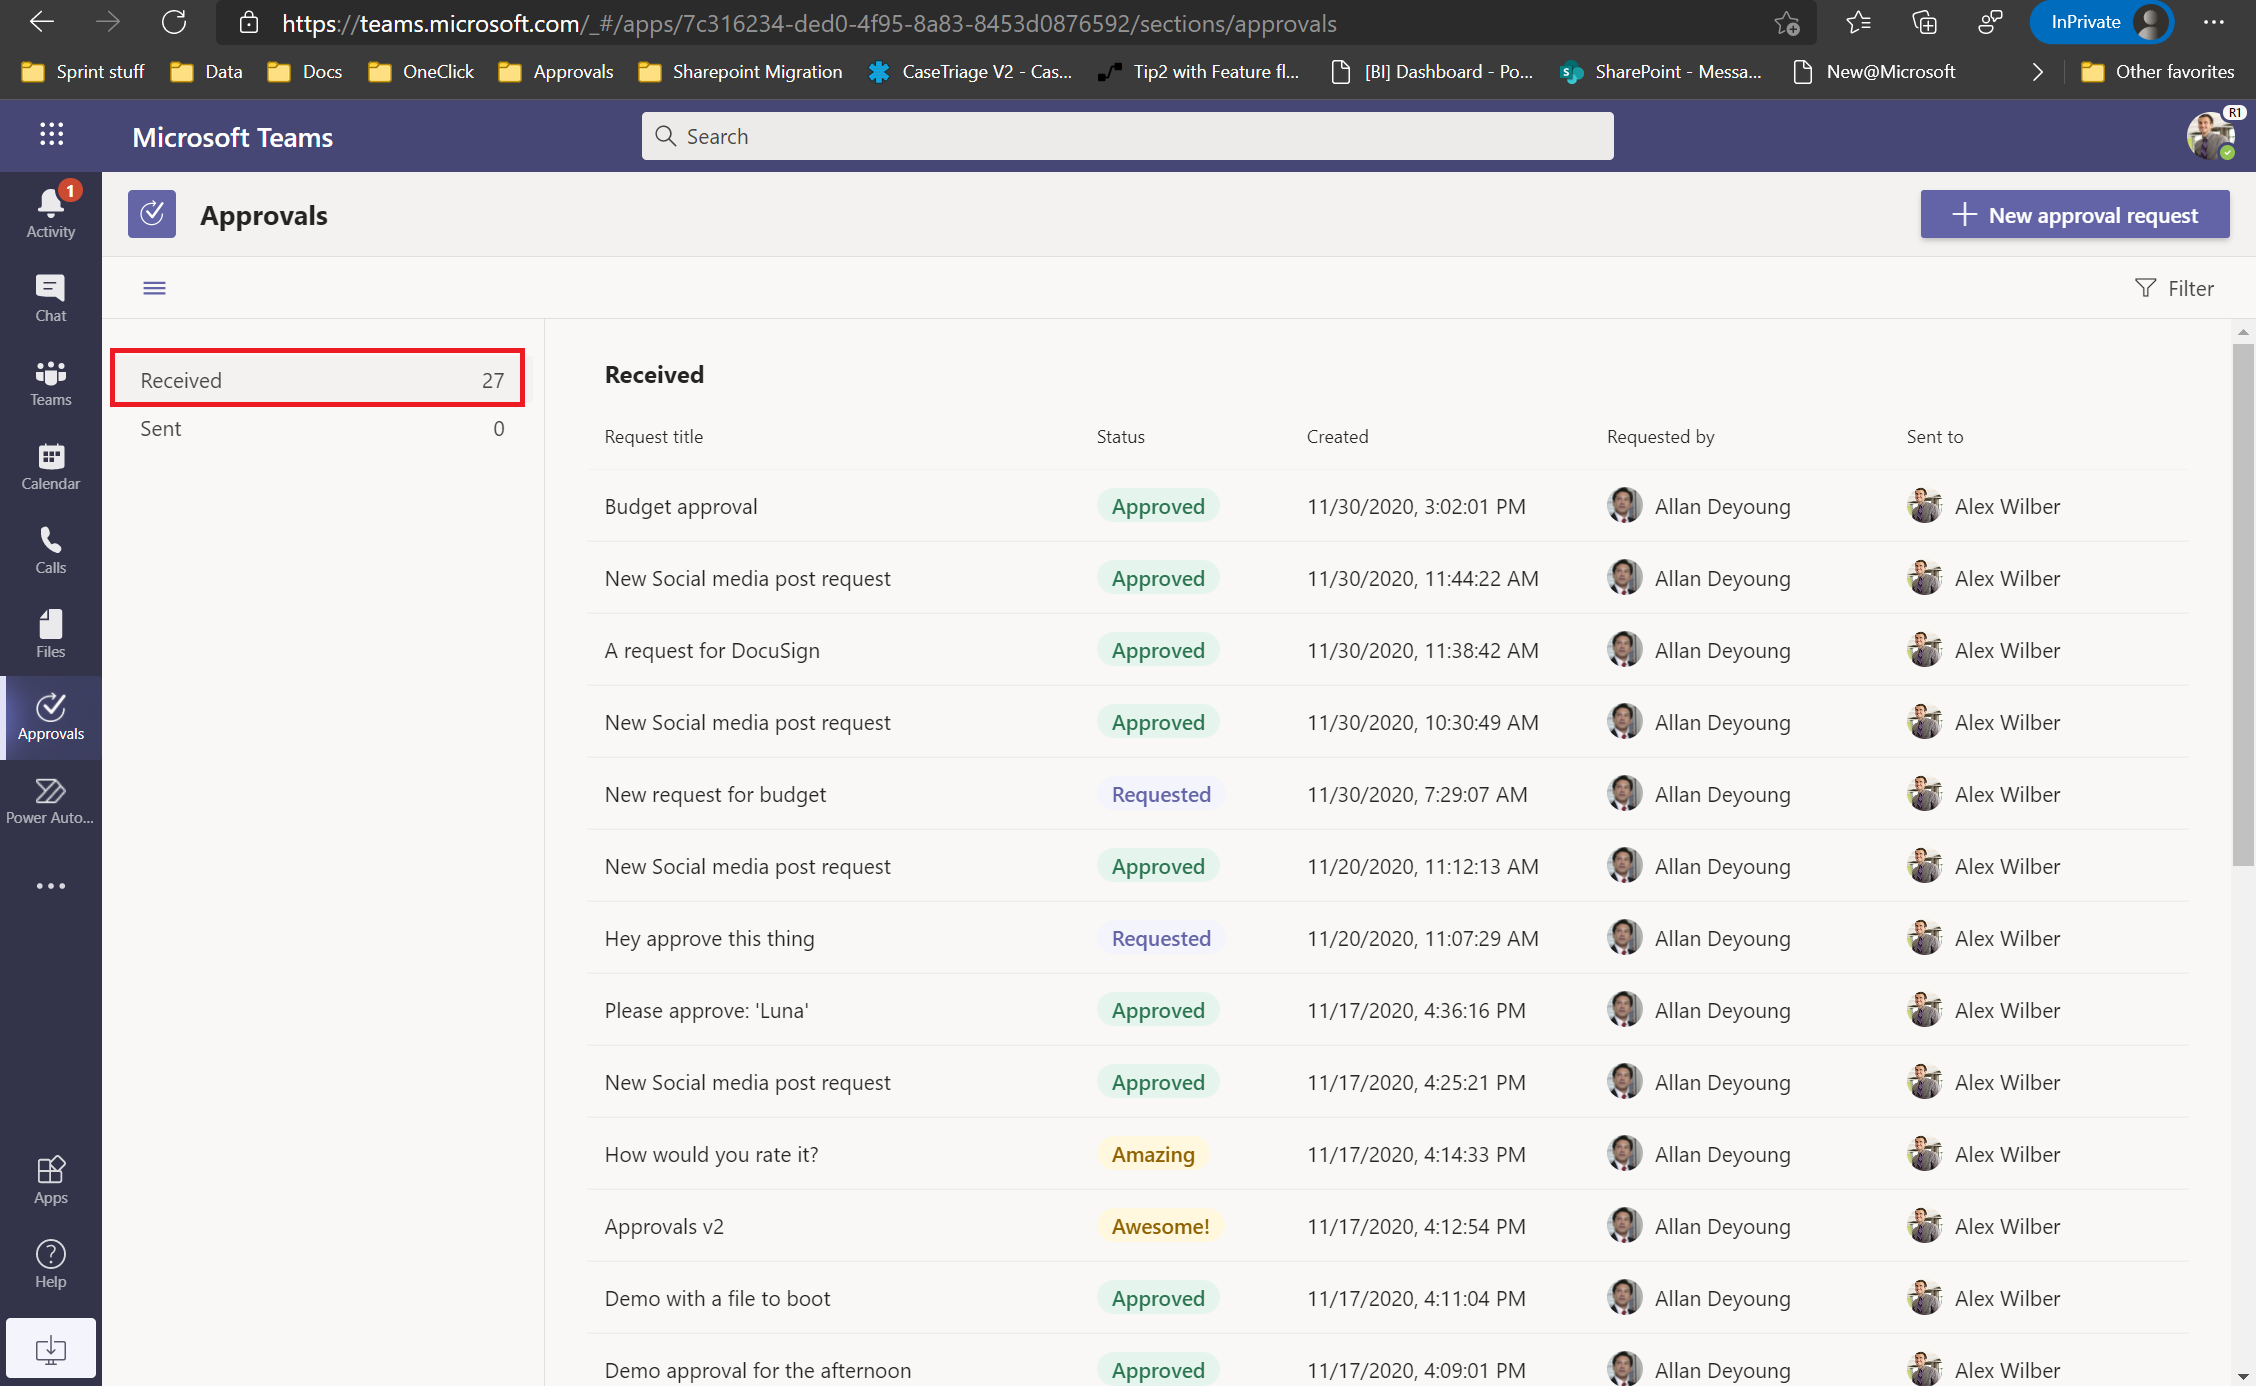 https://teams.microsoft.com/_#/apps/7c316234-ded0-4f95-8a83-8453d0876592/sections/approvals
InPrivate
Sprint stuff Data Docs OneClick Approvals Sharepoint Migration CaseTriage V2 - Cas... Tip2 with Feature fl... [BI] Dashboard - Po... SharePoint - Messa... New@Microsoft Other favorites
Microsoft Teams
Search
R1
1
Activity
Chat
Teams
Calendar
Calls
Files
Approvals
Power Auto...
Apps
Help
Approvals
New approval request
Filter
Received 27
Sent 0
Received
Request title Status Created Requested by Sent to
Budget approval Approved 11/30/2020, 3:02:01 PM Allan Deyoung Alex Wilber
New Social media post request Approved 11/30/2020, 11:44:22 AM Allan Deyoung Alex Wilber
A request for DocuSign Approved 11/30/2020, 11:38:42 AM Allan Deyoung Alex Wilber
New Social media post request Approved 11/30/2020, 10:30:49 AM Allan Deyoung Alex Wilber
New request for budget Requested 11/30/2020, 7:29:07 AM Allan Deyoung Alex Wilber
New Social media post request Approved 11/20/2020, 11:12:13 AM Allan Deyoung Alex Wilber
Hey approve this thing Requested 11/20/2020, 11:07:29 AM Allan Deyoung Alex Wilber
Please approve: 'Luna' Approved 11/17/2020, 4:36:16 PM Allan Deyoung Alex Wilber
New Social media post request Approved 11/17/2020, 4:25:21 PM Allan Deyoung Alex Wilber
How would you rate it? Amazing 11/17/2020, 4:14:33 PM Allan Deyoung Alex Wilber
Approvals v2 Awesome! 11/17/2020, 4:12:54 PM Allan Deyoung Alex Wilber
Demo with a file to boot Approved 11/17/2020, 4:11:04 PM Allan Deyoung Alex Wilber
Demo approval for the afternoon Approved 11/17/2020, 4:09:01 PM Allan Deyoung Alex Wilber